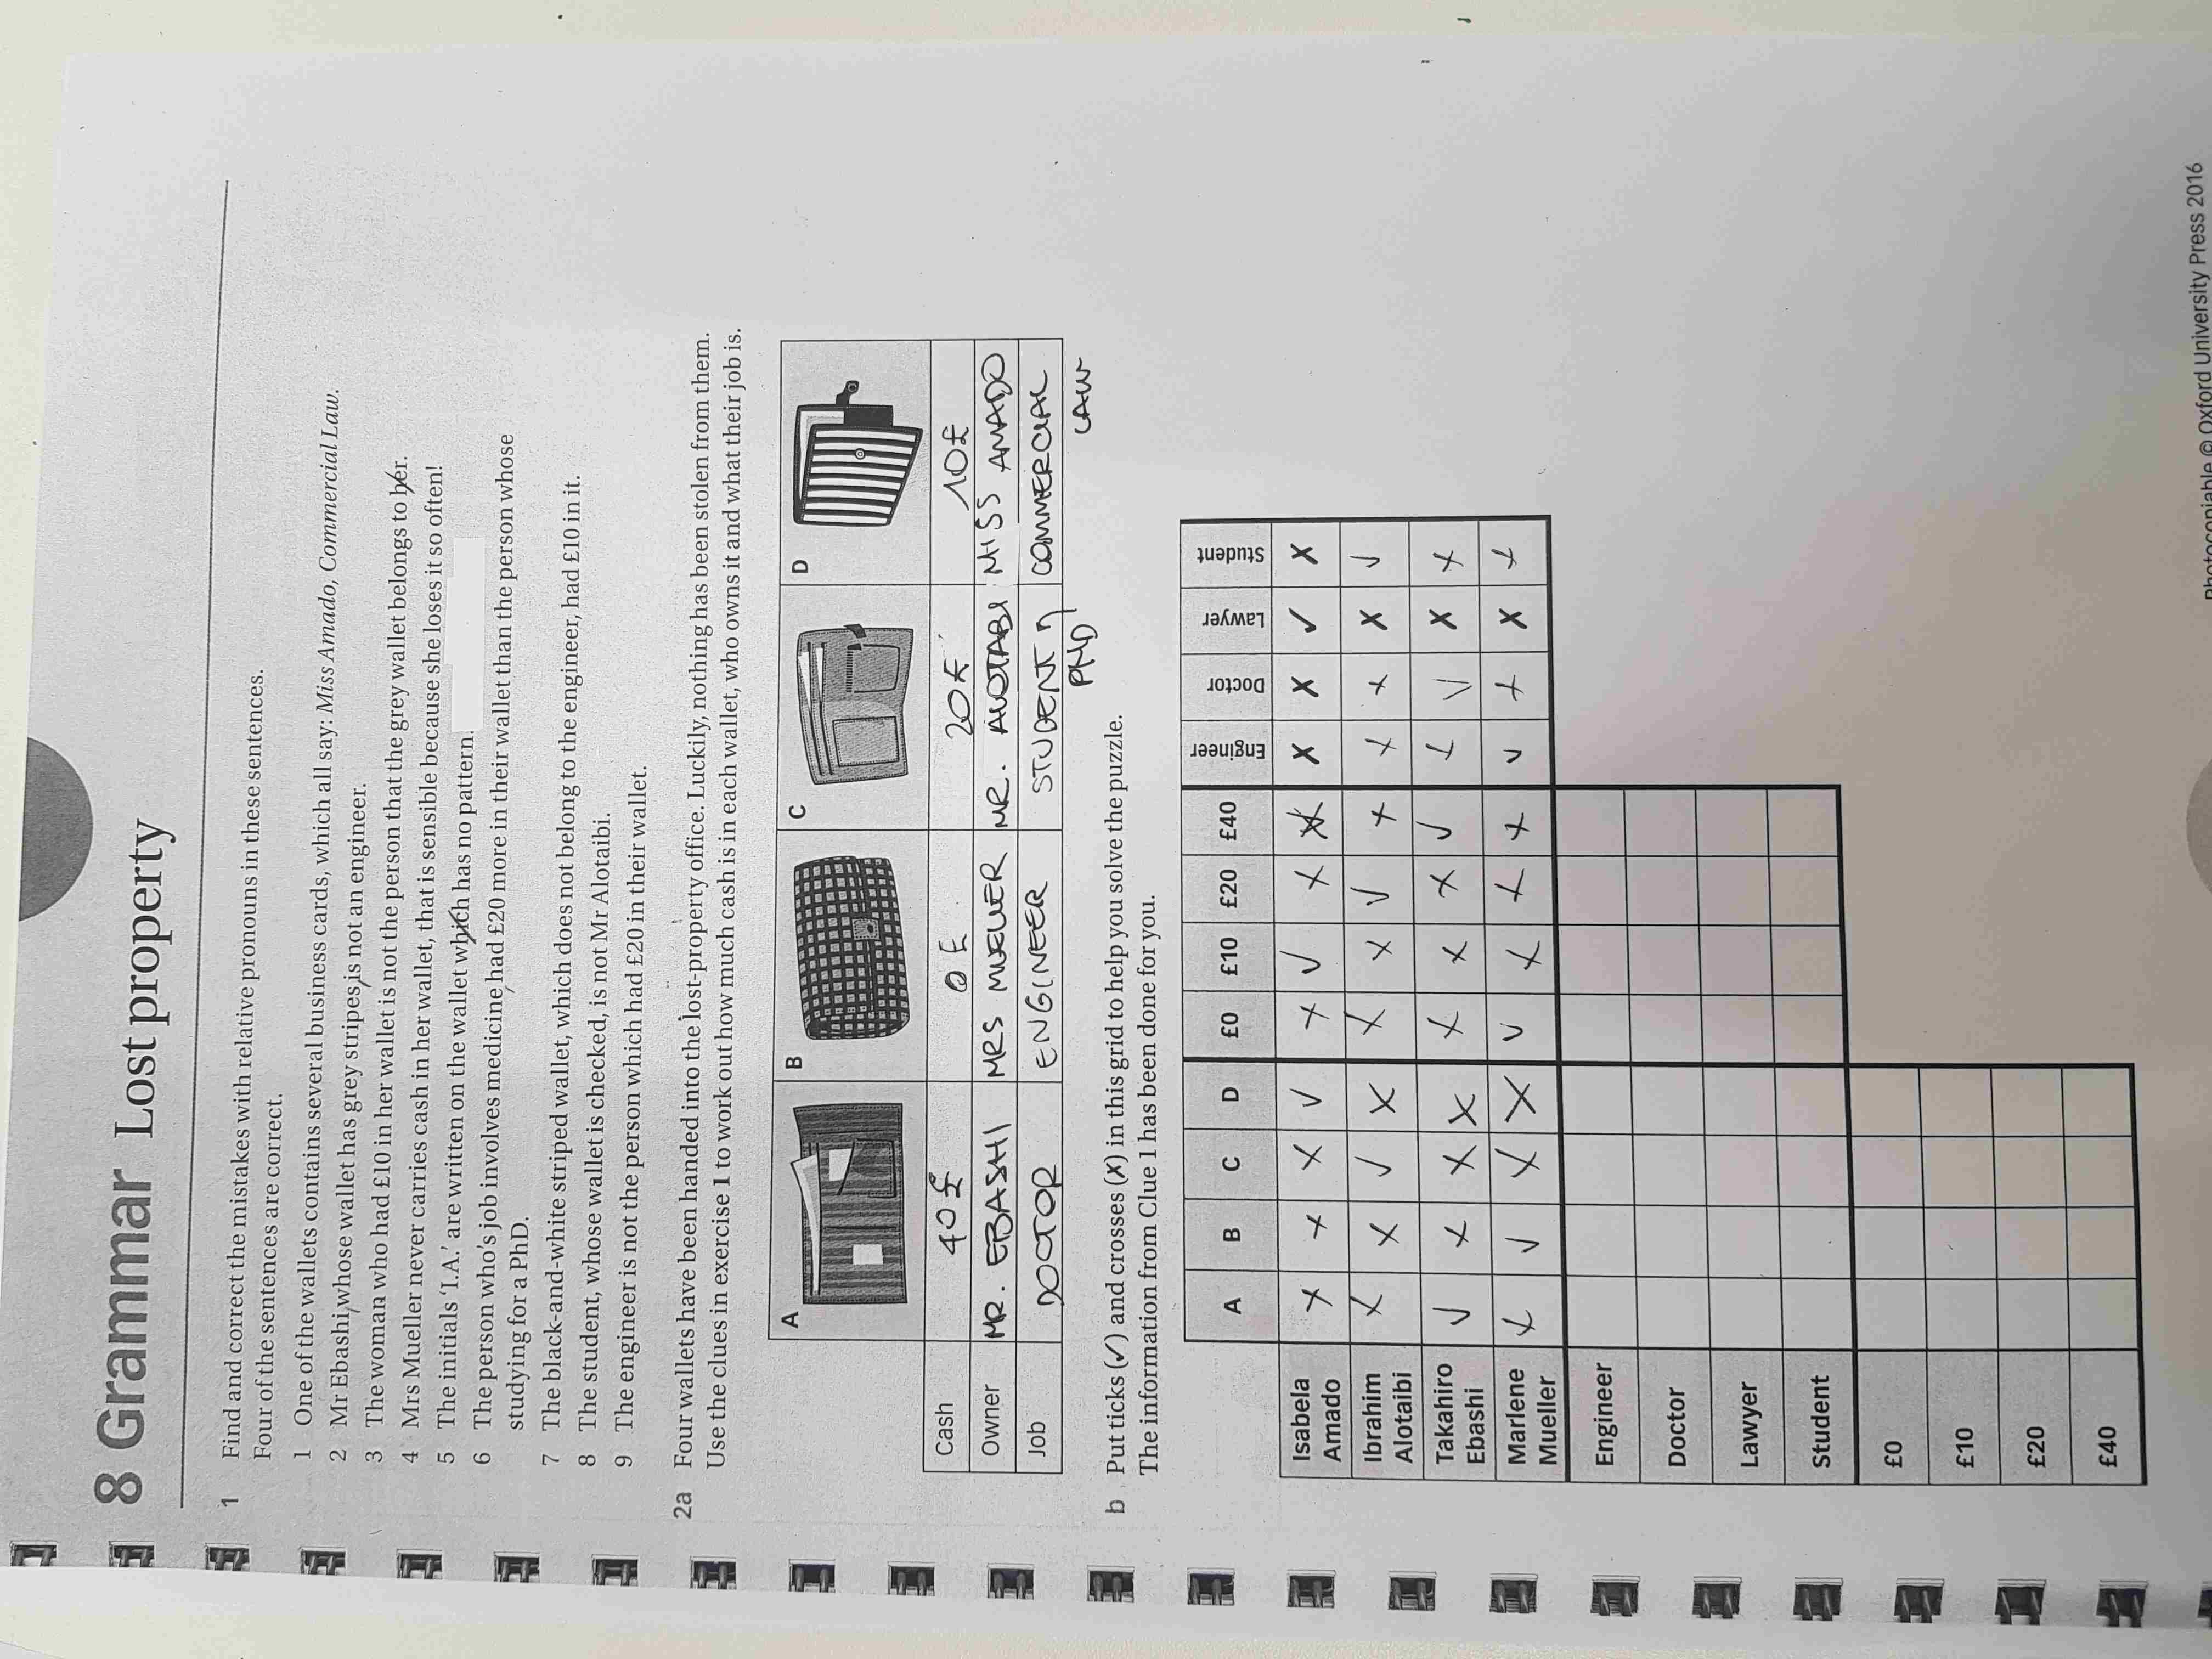 8 Grammar Lost property
1 Find and correct the mistakes with relative pronouns in these sentences.
Four of the sentences are correct.
1 One of the wallets contains several business cards, which all say: Miss Amado, Commercial Law.
2 Mr Ebashi, whose wallet has grey stripes, is not an engineer.
3 The woman who had £10 in her wallet is not the person that the grey wallet belongs to her.
4 Mrs Mueller never carries cash in her wallet, that is sensible because she loses it so often!
5 The initials ‘I.A.’ are written on the wallet which has no pattern.
6 The person who’s job involves medicine, had £20 more in their wallet than the person whose
studying for a PhD.
7 The black-and-white striped wallet, which does not belong to the engineer, had £10 in it.
8 The student, whose wallet is checked, is not Mr Alotaibi.
9 The engineer is not the person which had £20 in their wallet.
2a Four wallets have been handed into the lost-property office. Luckily, nothing has been stolen from them.
Use the clues in exercise 1 to work out how much cash is in each wallet, who owns it and what their job is.
A B C D
Cash 40£ 0£ 20£ 10£
Owner MR. EBASHI MRS MUELLER MR. ALOTABI MISS AMADO
Job DOCTOR ENGINEER STUDENT COMMERCIAL
PHD LAW
b Put ticks (✓) and crosses (✗) in this grid to help you solve the puzzle.
The information from Clue 1 has been done for you.
A B C D £0 £10 £20 £40 Engineer Doctor Lawyer Student
Isabela
Amado ✗ ✗ ✗ ✓ ✗ ✓ ✗ ✗ ✗ ✗ ✓ ✗
Ibrahim
Alotaibi ✗ ✗ ✓ ✗ ✗ ✗ ✓ ✗ ✗ ✗ ✗ ✓
Takahiro
Ebashi ✓ ✗ ✗ ✗ ✗ ✗ ✗ ✓ ✗ ✓ ✗ ✗
Marlene
Mueller ✗ ✓ ✗ ✗ ✓ ✗ ✗ ✗ ✓ ✗ ✗ ✗
Engineer
Doctor
Lawyer
Student
£0
£10
£20
£40
Photocopiable © Oxford University Press 2016